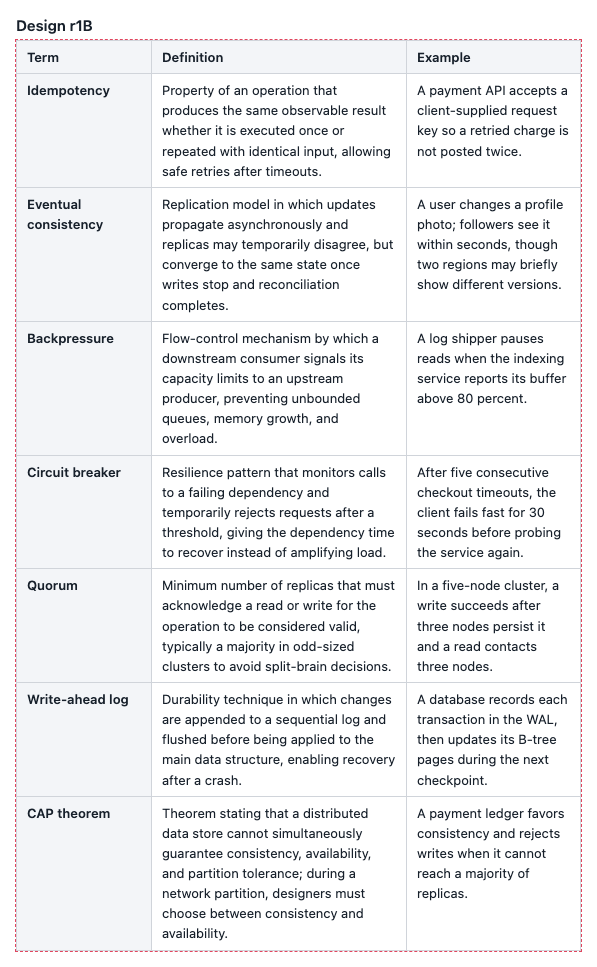 Design r1B
Term
Definition
Example
Idempotency
Property of an operation that
produces the same observable result
whether it is executed once or
repeated with identical input, allowing
safe retries after timeouts.
A payment API accepts a
client-supplied request
key so a retried charge is
not posted twice.
Eventual
consistency
Replication model in which updates
propagate asynchronously and
replicas may temporarily disagree, but
converge to the same state once
writes stop and reconciliation
completes.
A user changes a profile
photo; followers see it
within seconds, though
two regions may briefly
show different versions.
Backpressure
Flow-control mechanism by which a
downstream consumer signals its
capacity limits to an upstream
producer, preventing unbounded
queues, memory growth, and
overload.
A log shipper pauses
reads when the indexing
service reports its buffer
above 80 percent.
Circuit breaker
Resilience pattern that monitors calls
to a failing dependency and
temporarily rejects requests after a
threshold, giving the dependency time
to recover instead of amplifying load.
After five consecutive
checkout timeouts, the
client fails fast for 30
seconds before probing
the service again.
Quorum
Minimum number of replicas that must
acknowledge a read or write for the
operation to be considered valid,
typically a majority in odd-sized
clusters to avoid split-brain decisions.
In a five-node cluster, a
write succeeds after
three nodes persist it
and a read contacts
three nodes.
Write-ahead log
Durability technique in which changes
are appended to a sequential log and
flushed before being applied to the
main data structure, enabling recovery
after a crash.
A database records each
transaction in the WAL,
then updates its B-tree
pages during the next
checkpoint.
CAP theorem
Theorem stating that a distributed
data store cannot simultaneously
guarantee consistency, availability,
and partition tolerance; during a
network partition, designers must
choose between consistency and
availability.
A payment ledger favors
consistency and rejects
writes when it cannot
reach a majority of
replicas.